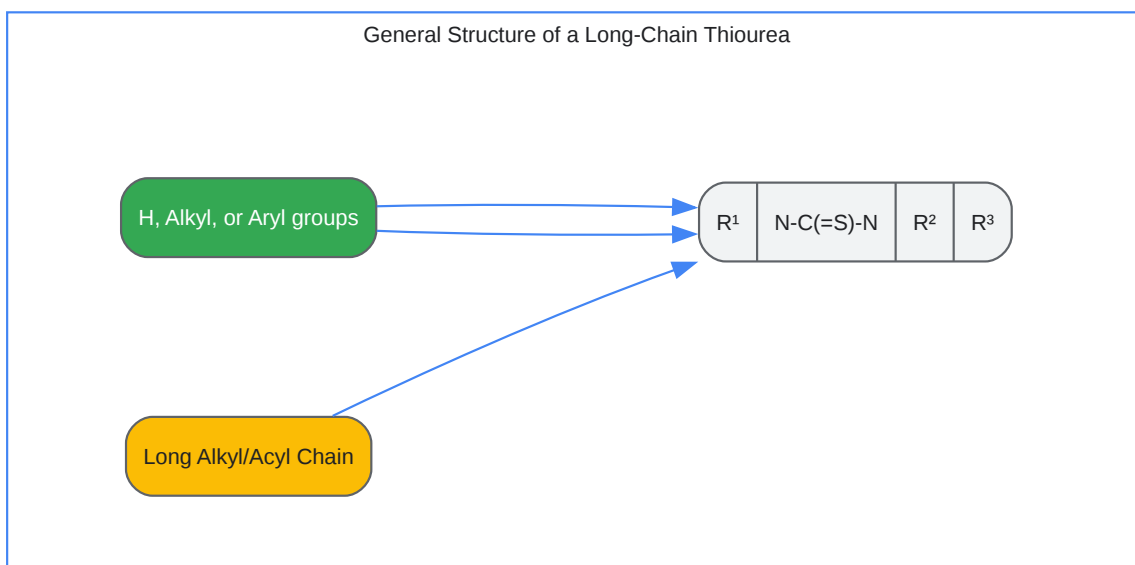 General Structure of a Long-Chain Thiourea
H, Alkyl, or Aryl groups
R¹ N-C(=S)-N R² R³
Long Alkyl/Acyl Chain